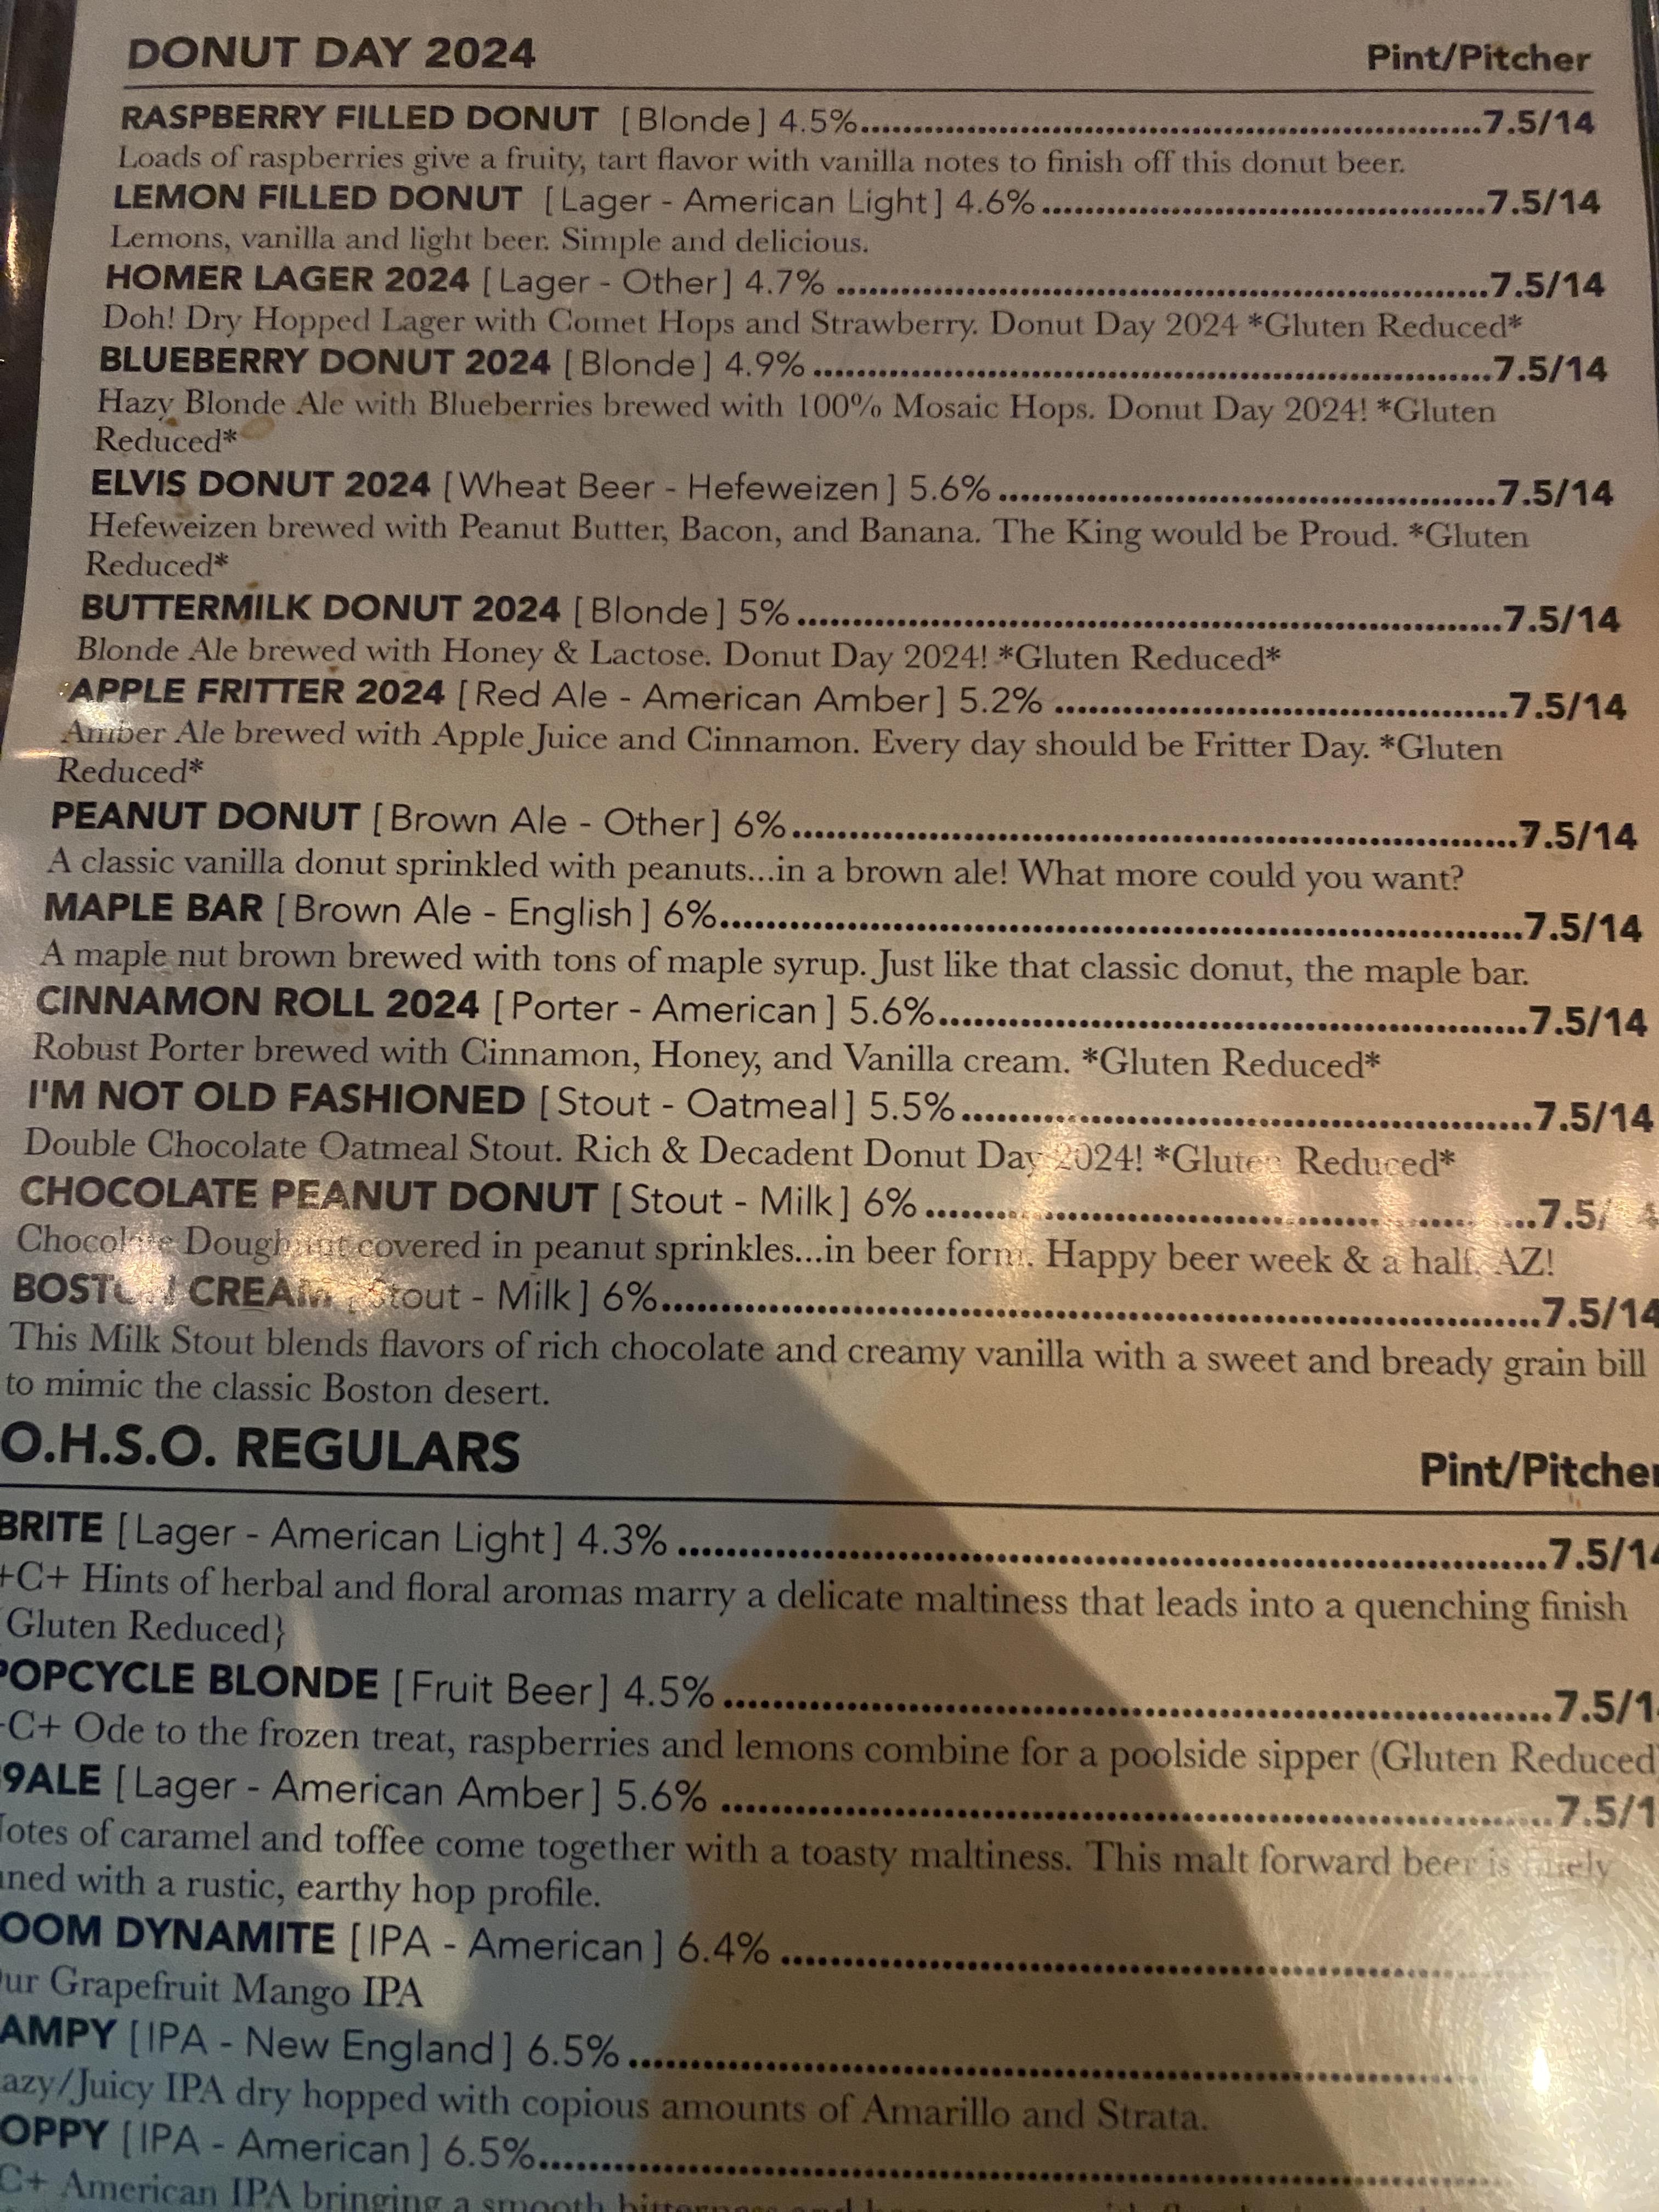 DONUT DAY 2024 Pint/Pitcher
RASPBERRY FILLED DONUT [Blonde] 4.5%..........7.5/14
Loads of raspberries give a fruity, tart flavor with vanilla notes to finish off this donut beer.
LEMON FILLED DONUT [Lager - American Light] 4.6%..........7.5/14
Lemons, vanilla and light beer. Simple and delicious.
HOMER LAGER 2024 [Lager - Other] 4.7% ..........7.5/14
Doh! Dry Hopped Lager with Comet Hops and Strawberry. Donut Day 2024 *Gluten Reduced*
BLUEBERRY DONUT 2024 [Blonde] 4.9% ..........7.5/14
Hazy Blonde Ale with Blueberries brewed with 100% Mosaic Hops. Donut Day 2024! *Gluten
Reduced*
ELVIS DONUT 2024 [Wheat Beer - Hefeweizen] 5.6% ..........7.5/14
Hefeweizen brewed with Peanut Butter, Bacon, and Banana. The King would be Proud. *Gluten
Reduced*
BUTTERMILK DONUT 2024 [Blonde] 5% ..........7.5/14
Blonde Ale brewed with Honey & Lactose. Donut Day 2024! *Gluten Reduced*
APPLE FRITTER 2024 [Red Ale - American Amber] 5.2% ..........7.5/14
Amber Ale brewed with Apple Juice and Cinnamon. Every day should be Fritter Day. *Gluten
Reduced*
PEANUT DONUT [Brown Ale - Other] 6%..........7.5/14
A classic vanilla donut sprinkled with peanuts...in a brown ale! What more could you want?
MAPLE BAR [Brown Ale - English] 6%..........7.5/14
A maple nut brown brewed with tons of maple syrup. Just like that classic donut, the maple bar.
CINNAMON ROLL 2024 [Porter - American] 5.6%..........7.5/14
Robust Porter brewed with Cinnamon, Honey, and Vanilla cream. *Gluten Reduced*
I'M NOT OLD FASHIONED [Stout - Oatmeal] 5.5%..........7.5/14
Double Chocolate Oatmeal Stout. Rich & Decadent Donut Day 2024! *Gluten Reduced*
CHOCOLATE PEANUT DONUT [Stout - Milk] 6% ..........7.5/14
Chocolate Doughnut covered in peanut sprinkles...in beer form. Happy beer week & a half, AZ!
BOSTON CREAM [Stout - Milk] 6%..........7.5/14
This Milk Stout blends flavors of rich chocolate and creamy vanilla with a sweet and bready grain bill
to mimic the classic Boston desert.
O.H.S.O. REGULARS Pint/Pitcher
BRITE [Lager - American Light] 4.3% ..........7.5/14
+C+ Hints of herbal and floral aromas marry a delicate maltiness that leads into a quenching finish
Gluten Reduced}
POPCYCLE BLONDE [Fruit Beer] 4.5% ..........7.5/1
C+ Ode to the frozen treat, raspberries and lemons combine for a poolside sipper (Gluten Reduced
9ALE [Lager - American Amber] 5.6% ..........7.5/1
otes of caramel and toffee come together with a toasty maltiness. This malt forward beer is finely
ned with a rustic, earthy hop profile.
OOM DYNAMITE [IPA - American] 6.4% ..........
ur Grapefruit Mango IPA
AMPY [IPA - New England] 6.5% ..........
azy/Juicy IPA dry hopped with copious amounts of Amarillo and Strata.
OPPY [IPA - American] 6.5%..........
C+ American IPA bringing a smooth